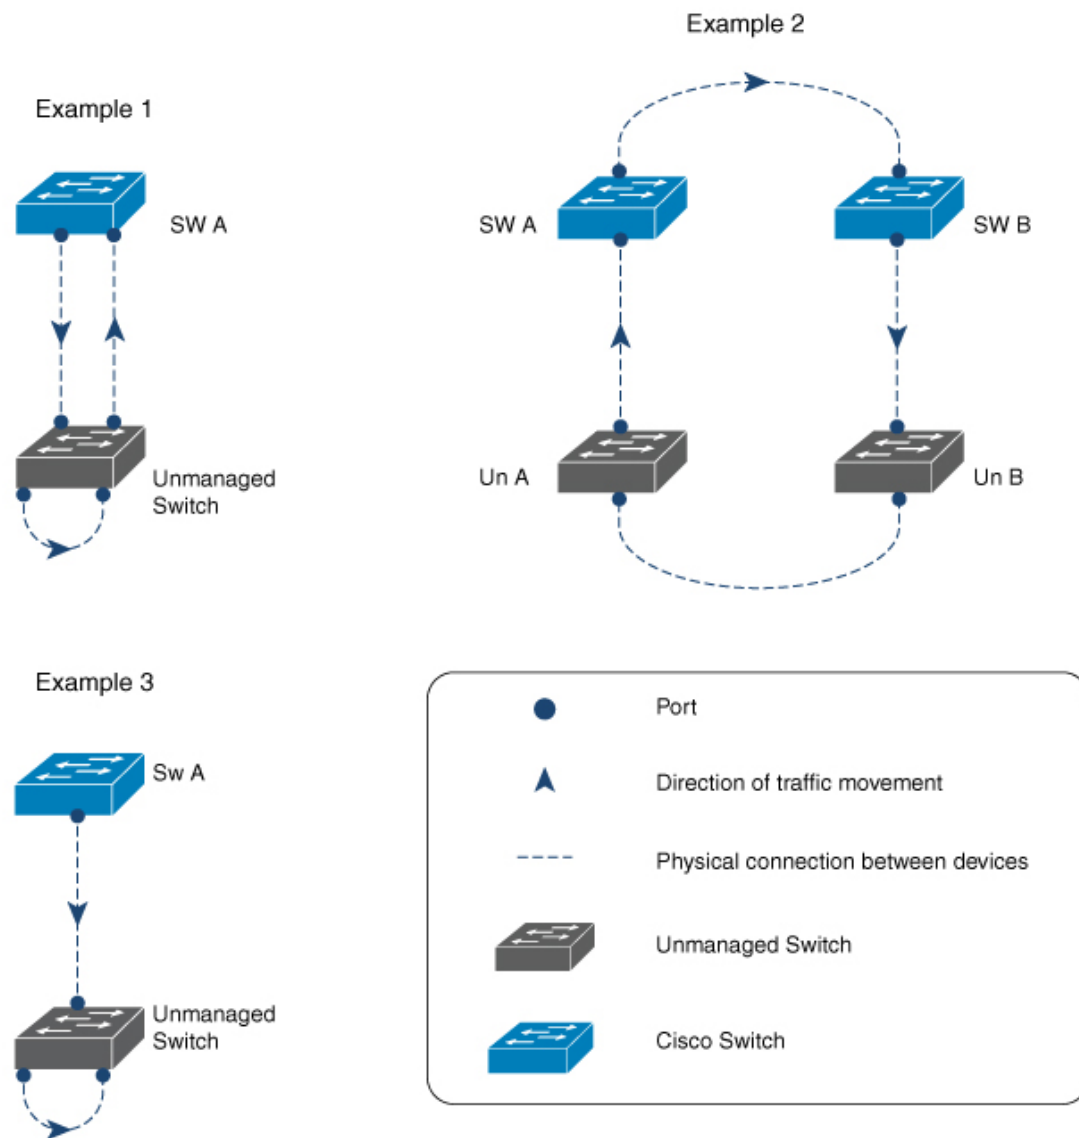 Example 1
SW A
Unmanaged
Switch
Example 2
SW A
SW B
Un A
Un B
Example 3
Sw A
Unmanaged
Switch
Port
Direction of traffic movement
Physical connection between devices
Unmanaged Switch
Cisco Switch